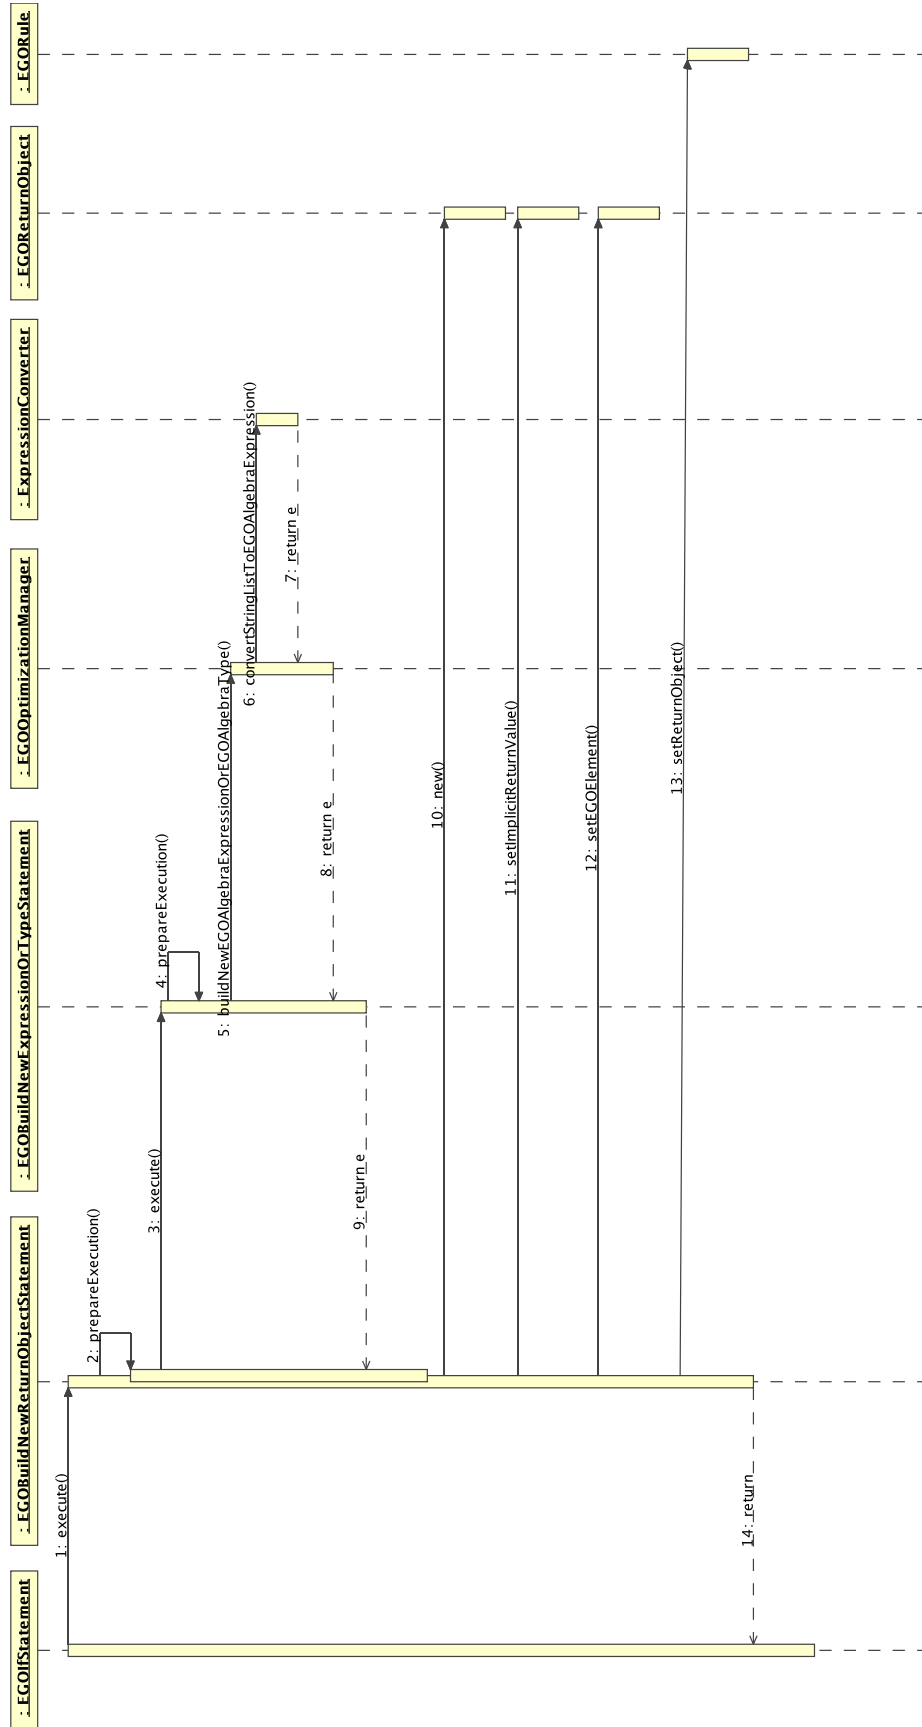 : EGOIfStatement
: EGOBuildNewReturnObjectStatement
: EGOBuildNewExpressionOrTypeStatement
: EGOOptimizationManager
: ExpressionConverter
: EGOReturnObject
: EGORule
1: execute()
2: prepareExecution()
3: execute()
4: prepareExecution()
5: buildNewEGOAlgebraExpressionOrEGOAlgebraType()
6: convertStringListToEGOAlgebraExpression()
7: return e
8: return e
9: return e
10: new()
11: setImplicitReturnValue()
12: setEGOElement()
13: setReturnObject()
14: return